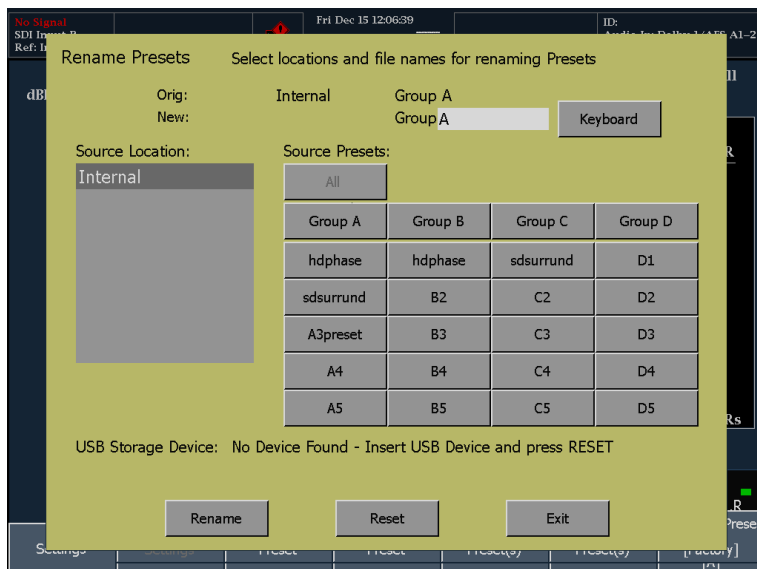 No Signal
Fri Dec 15 12:06:39
ID:
Ref:
Rename Presets
Select locations and file names for renaming Presets
Orig:
Internal
Group A
New:
Group A
Keyboard
Source Location:
Source Presets:
Internal
All
Group A
Group B
Group C
Group D
hdphase
hdphase
sdsurrund
D1
sdsurrund
B2
C2
D2
A3preset
B3
C3
D3
A4
B4
C4
D4
A5
B5
C5
D5
R
Rs
USB Storage Device: No Device Found - Insert USB Device and press RESET
Rename
Reset
Exit